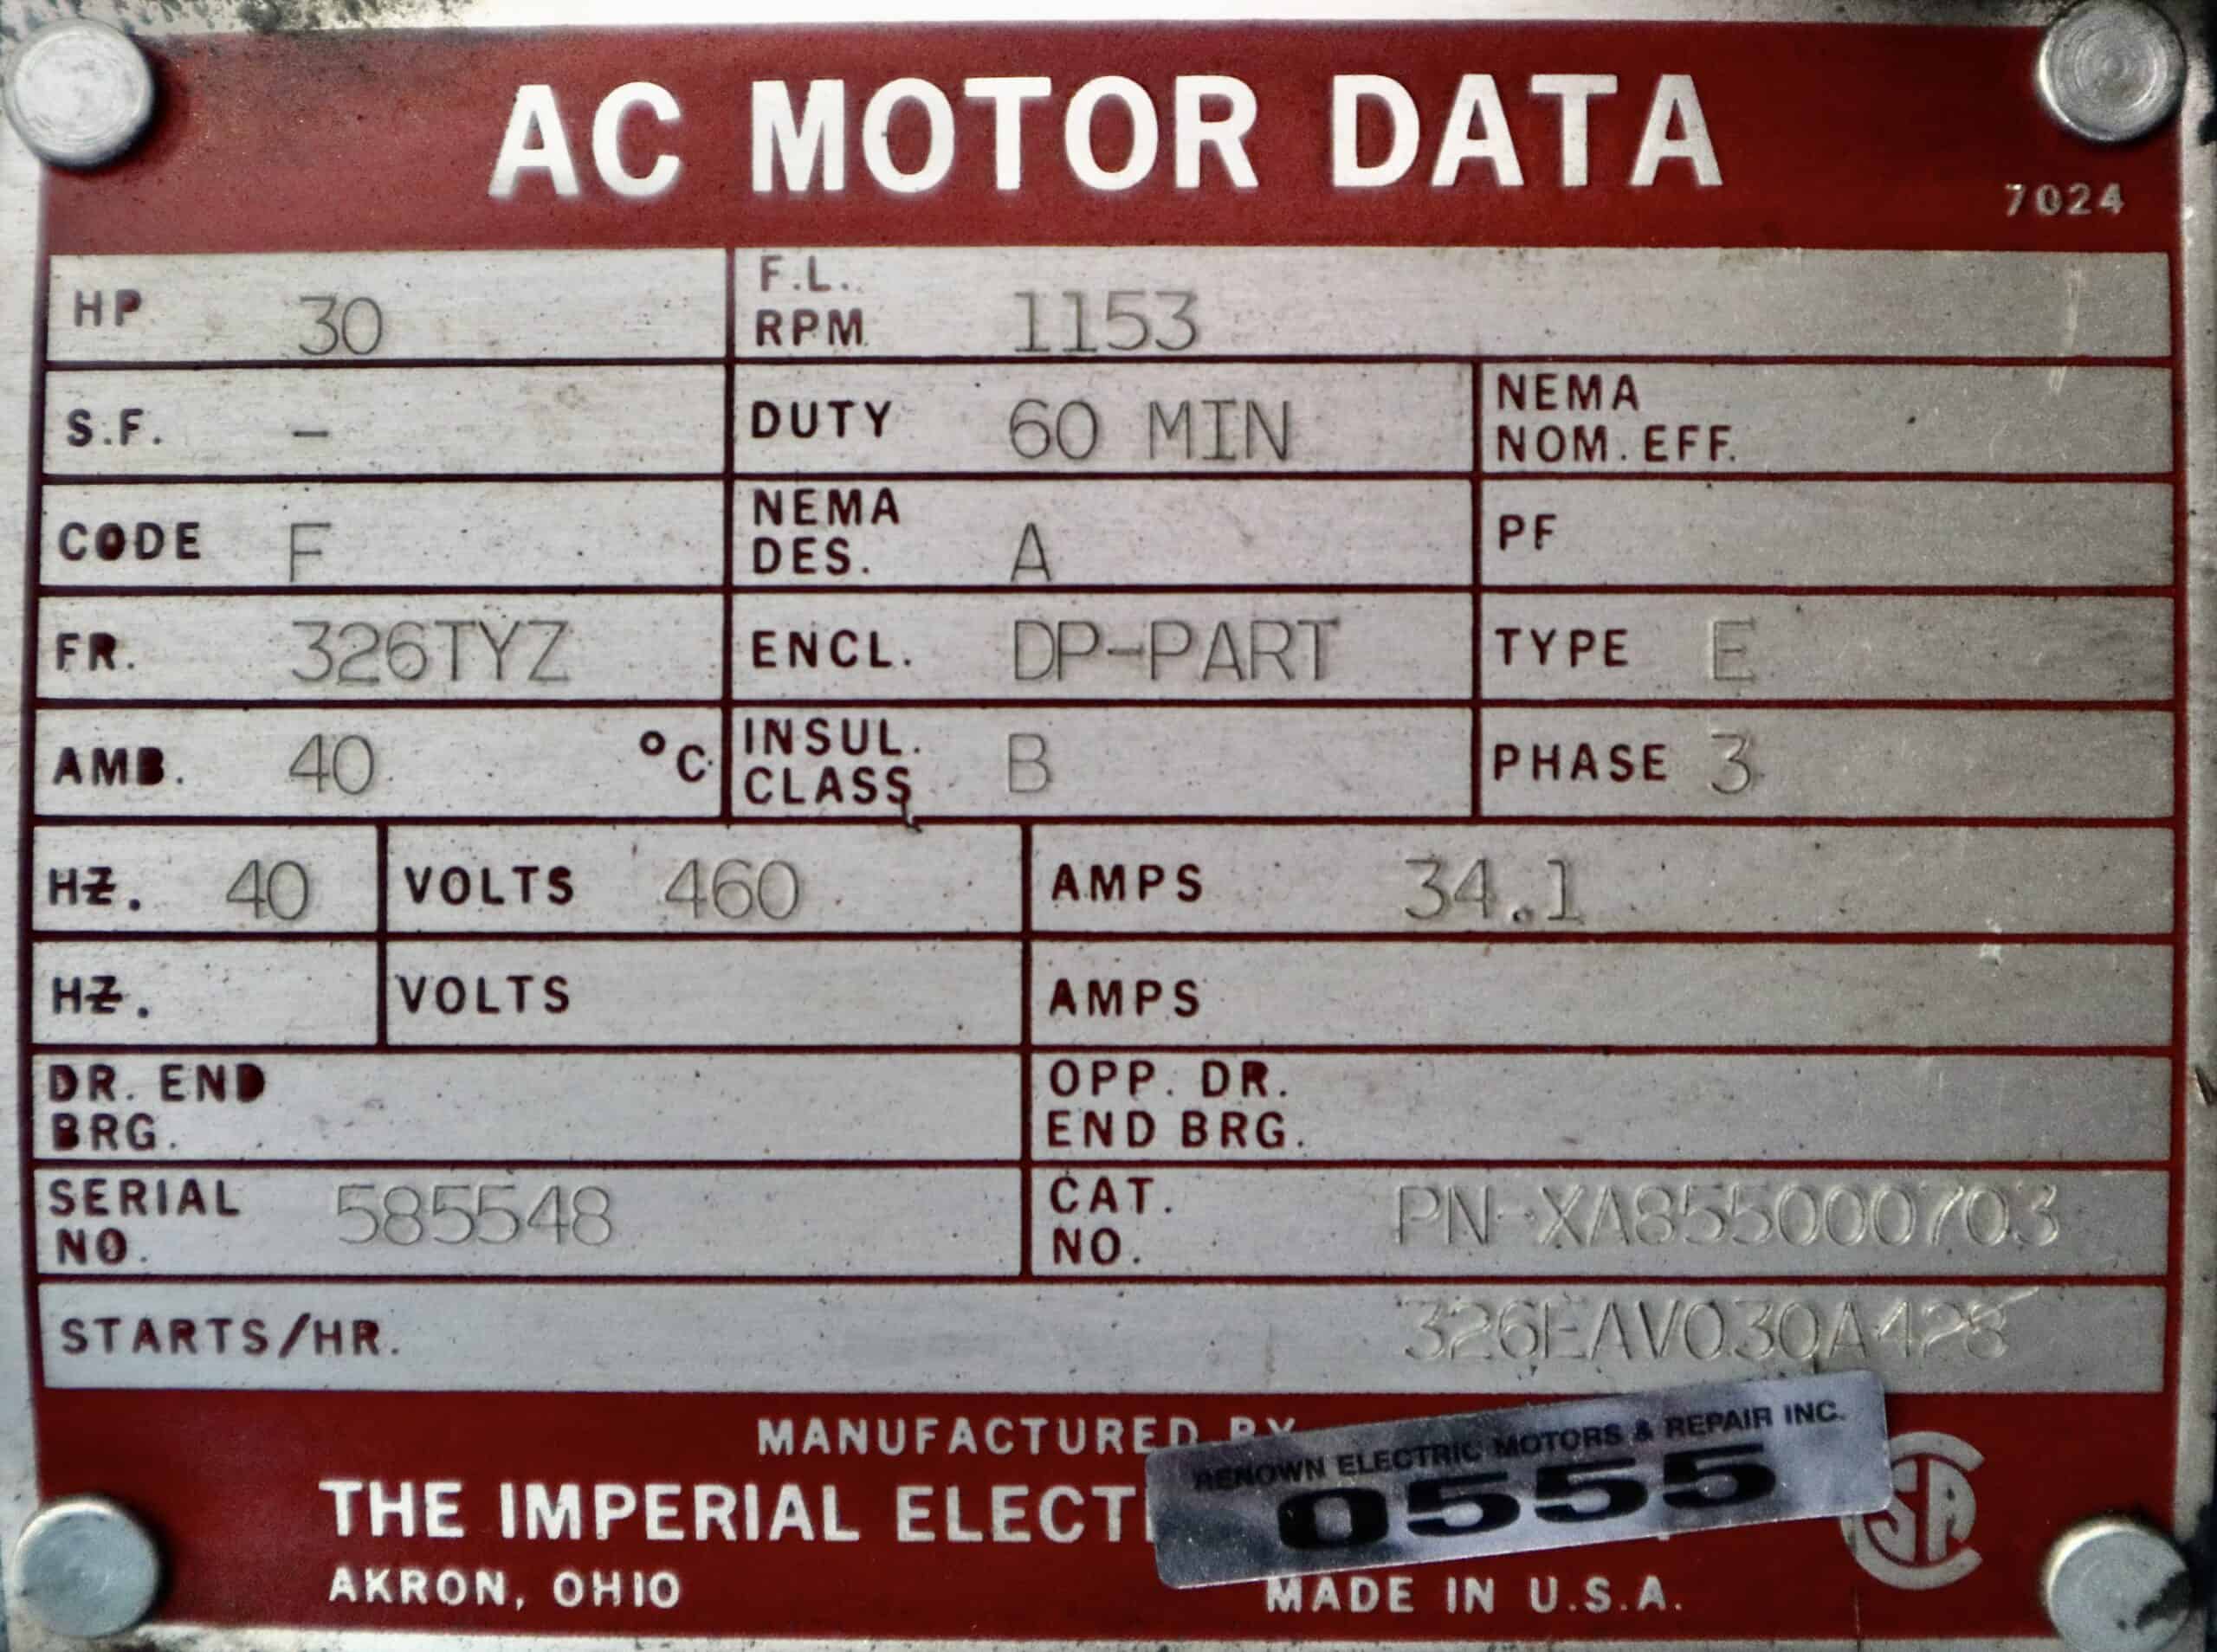 AC MOTOR DATA
7024
HP 30 F.L. RPM 1153
S.F. - DUTY 60 MIN NEMA NOM. EFF.
CODE F NEMA DES. A PF
FR. 326TYZ ENCL. DP-PART TYPE E
AMB. 40 °C INSUL. CLASS B PHASE 3
HZ. 40 VOLTS 460 AMPS 34.1
HZ. VOLTS AMPS
DR. END BRG. OPP. DR. END BRG.
SERIAL NO. 585548 CAT. NO. PN-XA855000703
STARTS/HR. 326EAV030A428
MANUFACTURED BY
RENOWN ELECTRIC MOTORS & REPAIR INC.
0555
THE IMPERIAL ELECT
AKRON, OHIO
MADE IN U.S.A.
SA